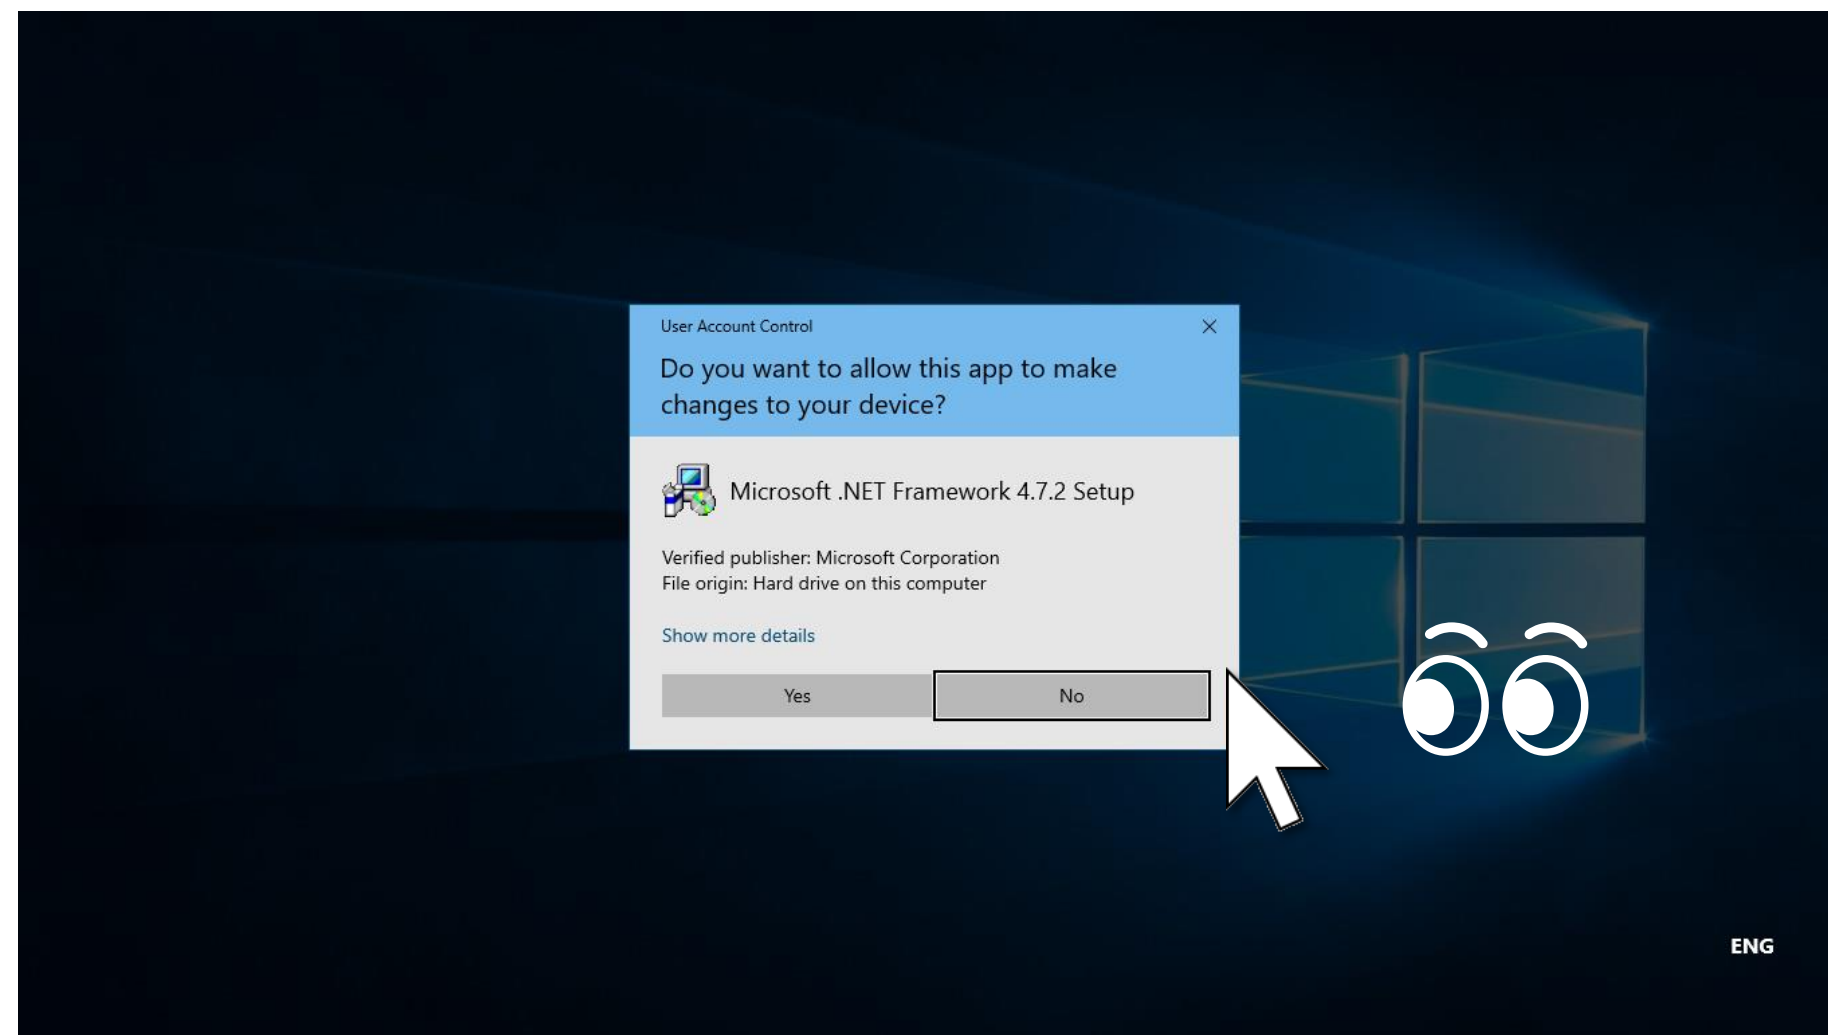 User Account Control
Do you want to allow this app to make
changes to your device?
Microsoft .NET Framework 4.7.2 Setup
Verified publisher: Microsoft Corporation
File origin: Hard drive on this computer
Show more details
Yes
No
ENG